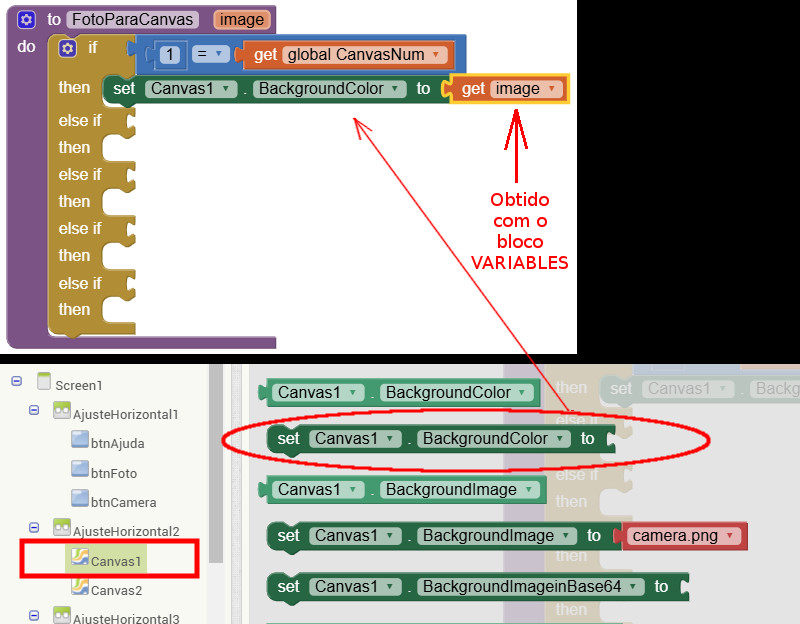 to FotoParaCanvas image
do if 1 = get global CanvasNum
then set Canvas1 . BackgroundColor to get image
else if
then
else if
then
else if
then
else if
then
Obtido
com o
bloco
VARIABLES
Screen1
AjusteHorizontal1
btnAjuda
btnFoto
btnCamera
AjusteHorizontal2
Canvas1
Canvas2
AjusteHorizontal3
Canvas1 . BackgroundColor
set Canvas1 . BackgroundColor to
Canvas1 . BackgroundImage
set Canvas1 . BackgroundImage to camera.png
set Canvas1 . BackgroundImageinBase64 to
then set Canvas1 . Backg
else if
then
else if
then
then
then